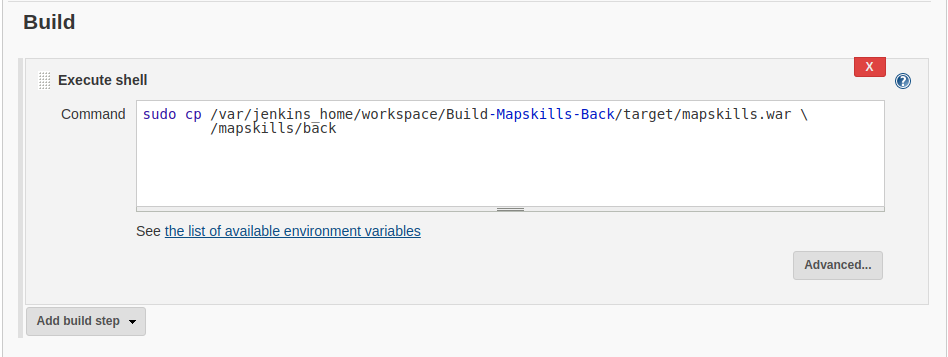 Build
X
Execute shell
?
Command
sudo cp /var/jenkins_home/workspace/Build-Mapskills-Back/target/mapskills.war \
/mapskills/back
See the list of available environment variables
Advanced...
Add build step